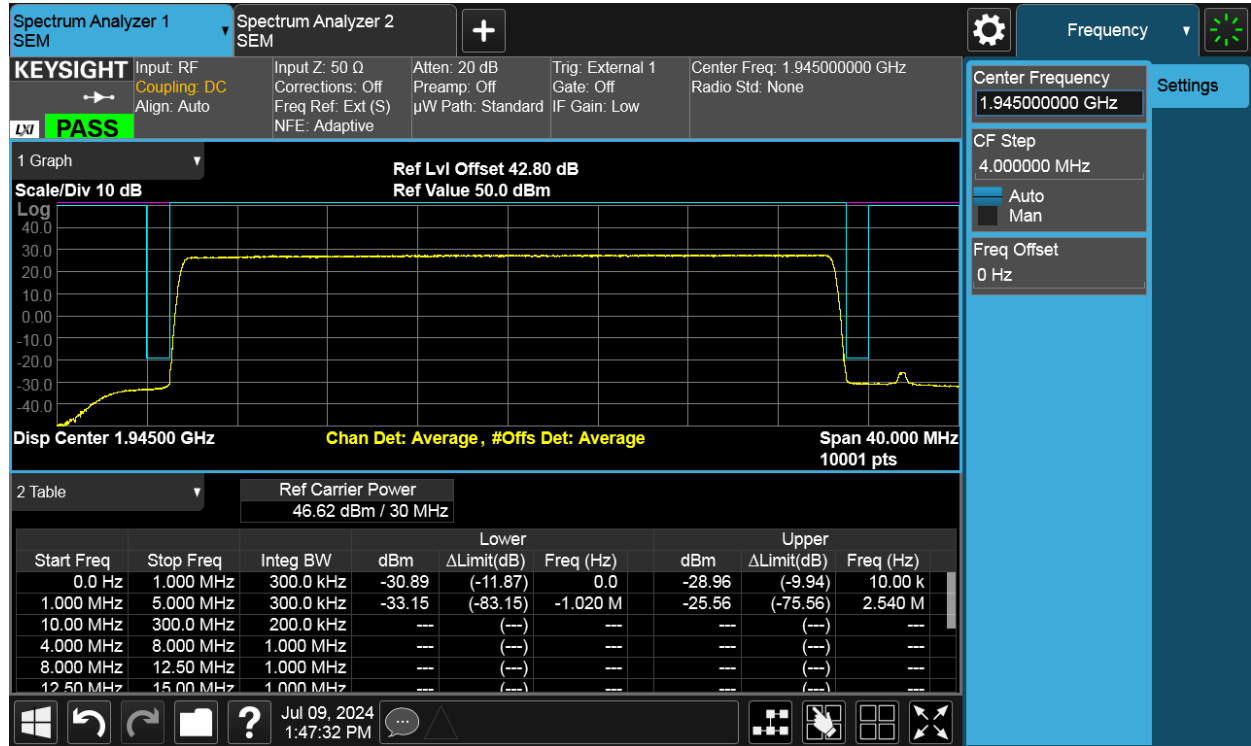 Spectrum Analyzer 1
SEM
Spectrum Analyzer 2
SEM
Frequency
KEYSIGHT
LXI
PASS
Input: RF
Coupling: DC
Align: Auto
Input Z: 50 Ω
Corrections: Off
Freq Ref: Ext (S)
NFE: Adaptive
Atten: 20 dB
Preamp: Off
µW Path: Standard
Trig: External 1
Gate: Off
IF Gain: Low
Center Freq: 1.945000000 GHz
Radio Std: None
Center Frequency
1.945000000 GHz
Settings
CF Step
4.000000 MHz
Auto
Man
Freq Offset
0 Hz
1 Graph
Ref Lvl Offset 42.80 dB
Scale/Div 10 dB
Ref Value 50.0 dBm
Log
40.0
30.0
20.0
10.0
0.00
-10.0
-20.0
-30.0
-40.0
Disp Center 1.94500 GHz
Chan Det: Average , #Offs Det: Average
Span 40.000 MHz
10001 pts
2 Table
Ref Carrier Power
46.62 dBm / 30 MHz
Lower Upper
Start Freq Stop Freq Integ BW dBm ΔLimit(dB) Freq (Hz) dBm ΔLimit(dB) Freq (Hz)
0.0 Hz 1.000 MHz 300.0 kHz -30.89 (-11.87) 0.0 -28.96 (-9.94) 10.00 k
1.000 MHz 5.000 MHz 300.0 kHz -33.15 (-83.15) -1.020 M -25.56 (-75.56) 2.540 M
10.00 MHz 300.0 MHz 200.0 kHz --- (---) --- --- (---) ---
4.000 MHz 8.000 MHz 1.000 MHz --- (---) --- --- (---) ---
8.000 MHz 12.50 MHz 1.000 MHz --- (---) --- --- (---) ---
12.50 MHz 15.00 MHz 1.000 MHz --- (---) --- --- (---) ---
Jul 09, 2024
1:47:32 PM